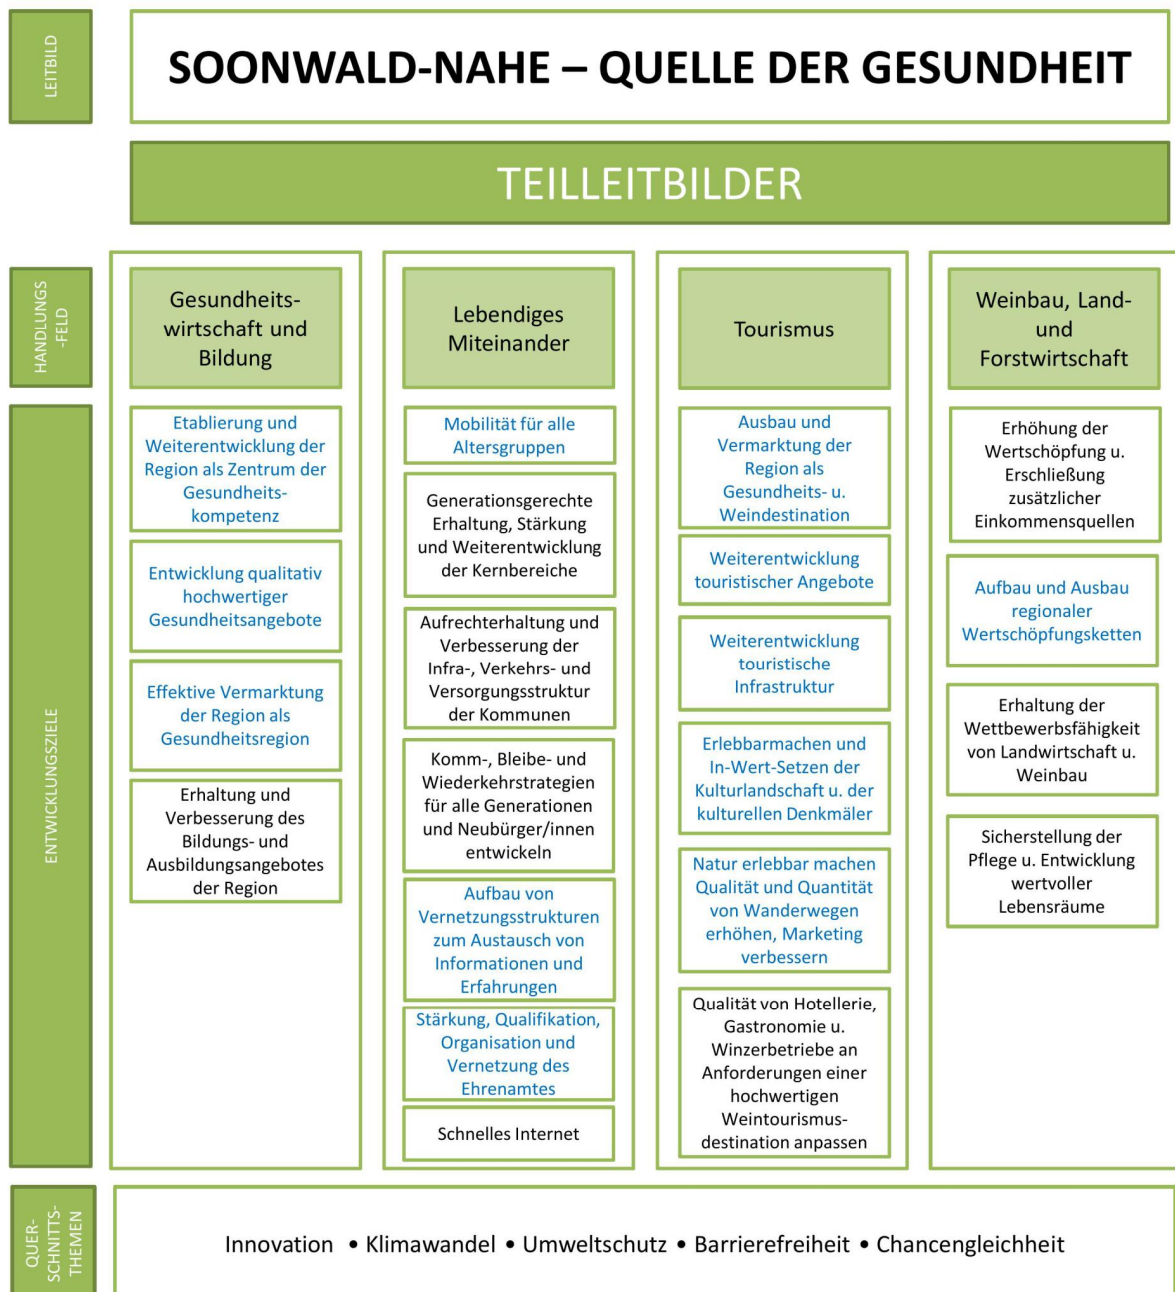 LEITBILD
SOONWALD-NAHE – QUELLE DER GESUNDHEIT
TEILLEITBILDER
HANDLUNGS
-FELD
Gesundheits-
wirtschaft und
Bildung
Lebendiges
Miteinander
Tourismus
Weinbau, Land-
und
Forstwirtschaft
ENTWICKLUNGSZIELE
Etablierung und
Weiterentwicklung der
Region als Zentrum der
Gesundheits-
kompetenz
Entwicklung qualitativ
hochwertiger
Gesundheitsangebote
Effektive Vermarktung
der Region als
Gesundheitsregion
Erhaltung und
Verbesserung des
Bildungs- und
Ausbildungsangebotes
der Region
Mobilität für alle
Altersgruppen
Generationsgerechte
Erhaltung, Stärkung
und Weiterentwicklung
der Kernbereiche
Aufrechterhaltung und
Verbesserung der
Infra-, Verkehrs- und
Versorgungsstruktur
der Kommunen
Komm-, Bleibe- und
Wiederkehrstrategien
für alle Generationen
und Neubürger/innen
entwickeln
Aufbau von
Vernetzungsstrukturen
zum Austausch von
Informationen und
Erfahrungen
Stärkung, Qualifikation,
Organisation und
Vernetzung des
Ehrenamtes
Schnelles Internet
Ausbau und
Vermarktung der
Region als
Gesundheits- u.
Weindestination
Weiterentwicklung
touristischer Angebote
Weiterentwicklung
touristische
Infrastruktur
Erlebbarmachen und
In-Wert-Setzen der
Kulturlandschaft u. der
kulturellen Denkmäler
Natur erlebbar machen
Qualität und Quantität
von Wanderwegen
erhöhen, Marketing
verbessern
Qualität von Hotellerie,
Gastronomie u.
Winzerbetriebe an
Anforderungen einer
hochwertigen
Weintourismus-
destination anpassen
Erhöhung der
Wertschöpfung u.
Erschließung
zusätzlicher
Einkommensquellen
Aufbau und Ausbau
regionaler
Wertschöpfungsketten
Erhaltung der
Wettbewerbsfähigkeit
von Landwirtschaft u.
Weinbau
Sicherstellung der
Pflege u. Entwicklung
wertvoller
Lebensräume
QUER-
SCHNITTS-
THEMEN
Innovation • Klimawandel • Umweltschutz • Barrierefreiheit • Chancengleichheit